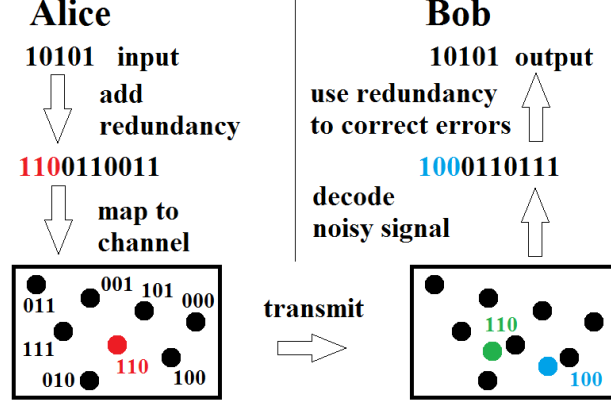 Alice
10101 input
add
redundancy
1100110011
map to
channel
011
001
101
000
111
110
010
100
transmit
Bob
10101 output
use redundancy
to correct errors
1000110111
decode
noisy signal
110
100